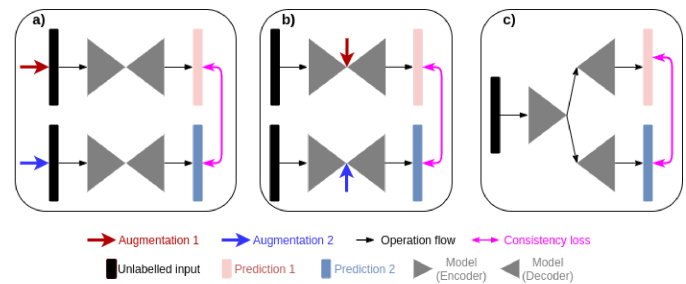 a)
b)
c)
Augmentation 1
Augmentation 2
Operation flow
Consistency loss
Unlabelled input
Prediction 1
Prediction 2
Model
(Encoder)
Model
(Decoder)